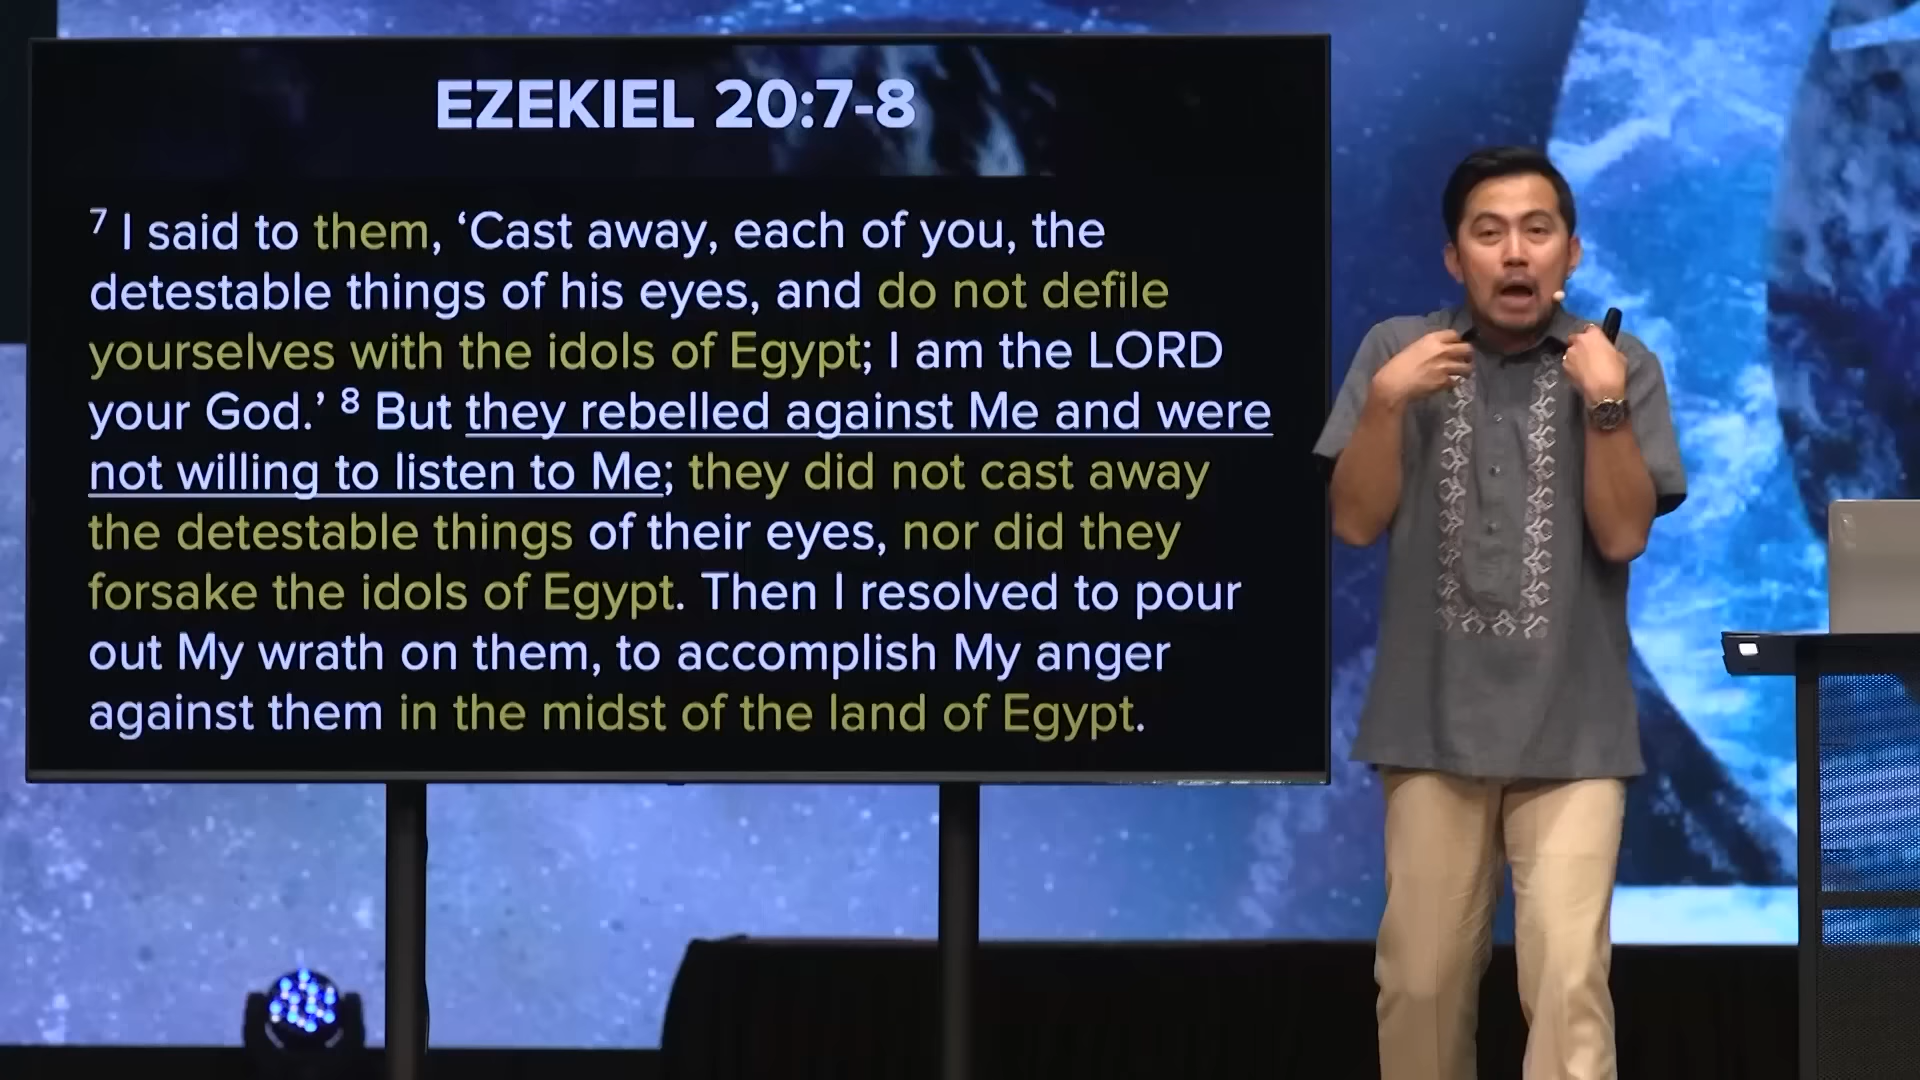 EZEKIEL 20:7-8
⁷ I said to them, ‘Cast away, each of you, the
detestable things of his eyes, and do not defile
yourselves with the idols of Egypt; I am the LORD
your God.’ ⁸ But they rebelled against Me and were
not willing to listen to Me; they did not cast away
the detestable things of their eyes, nor did they
forsake the idols of Egypt. Then I resolved to pour
out My wrath on them, to accomplish My anger
against them in the midst of the land of Egypt.